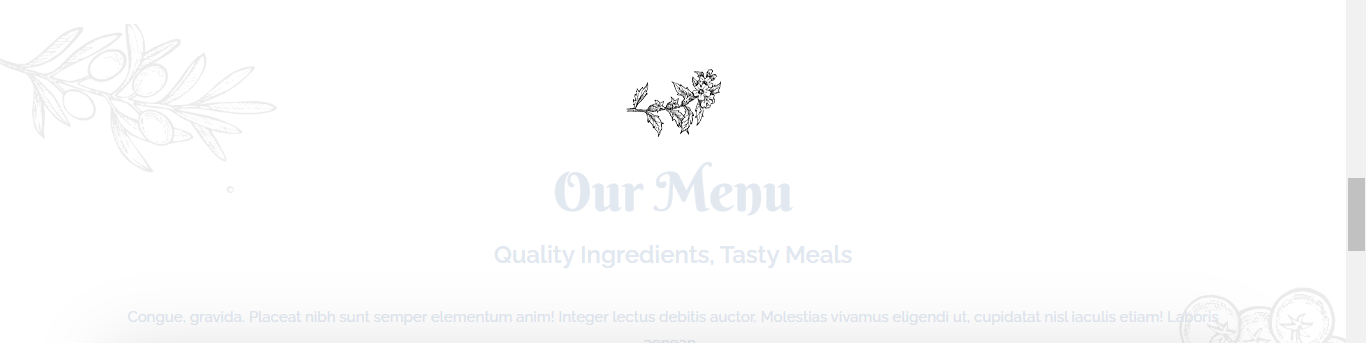 Our Menu
Quality Ingredients, Tasty Meals
Congue, gravida. Placeat nibh sunt semper elementum anim! Integer lectus debitis auctor. Molestias vivamus eligendi ut, cupidatat nisl iaculis etiam! Laboris